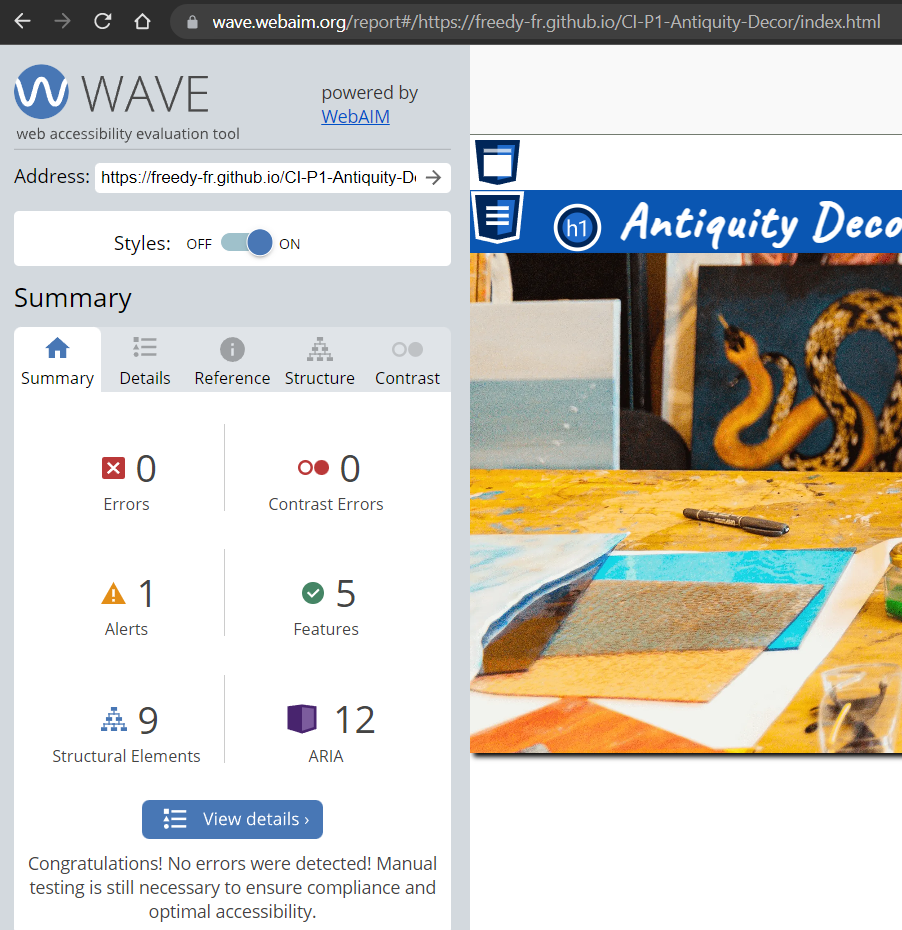 wave.webaim.org/report#/https://freedy-fr.github.io/CI-P1-Antiquity-Decor/index.html
WAVE
web accessibility evaluation tool
powered by
WebAIM
Address: https://freedy-fr.github.io/CI-P1-Antiquity-D
Styles: OFF ON
Summary
Summary Details Reference Structure Contrast
0 0
Errors Contrast Errors
1 5
Alerts Features
9 12
Structural Elements ARIA
View details ›
Congratulations! No errors were detected! Manual
testing is still necessary to ensure compliance and
optimal accessibility.
h1 Antiquity Deco